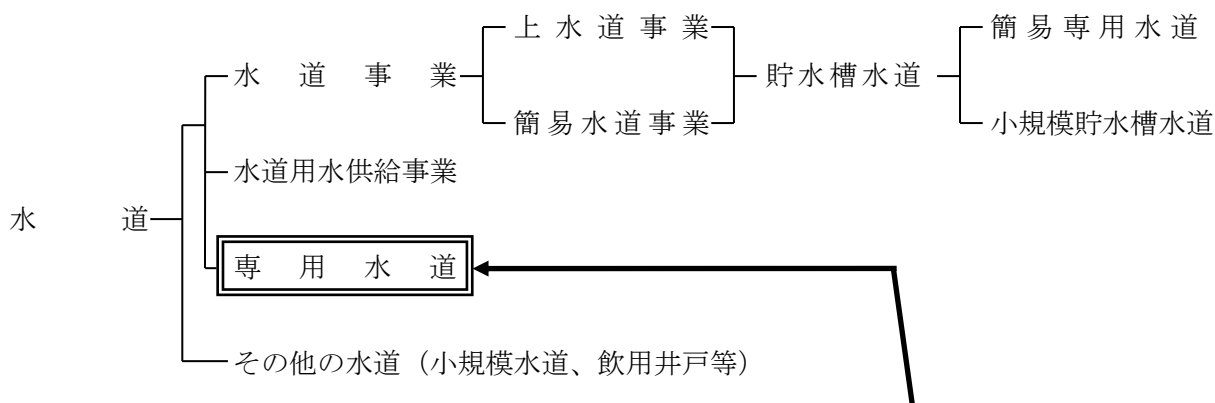 上水道事業
簡易専用水道
水道事業
貯水槽水道
簡易水道事業
小規模貯水槽水道
水道用水供給事業
水道
専用水道
その他の水道（小規模水道、飲用井戸等）